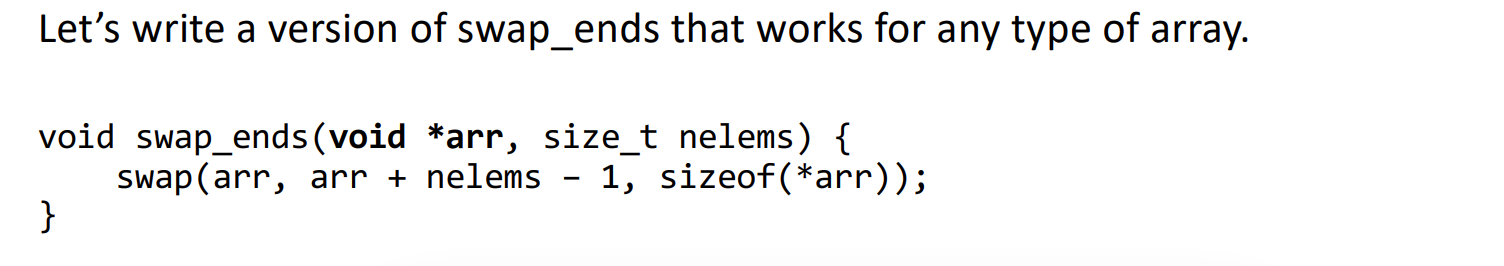 Let’s write a version of swap_ends that works for any type of array.
void swap_ends(void *arr, size_t nelems) {
    swap(arr, arr + nelems – 1, sizeof(*arr));
}